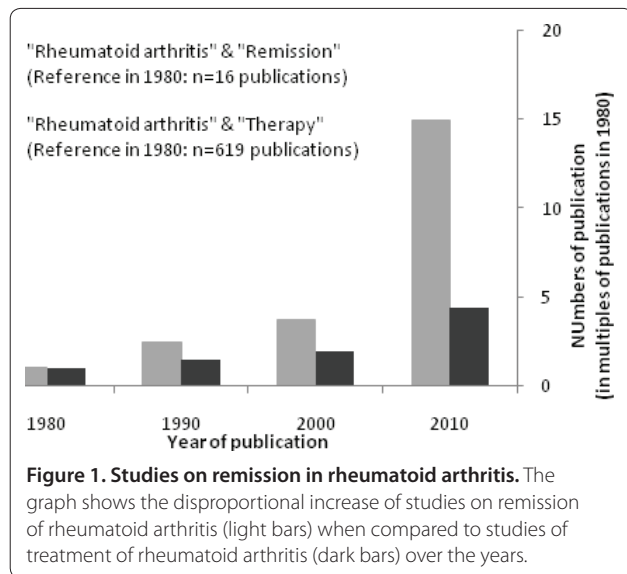 "Rheumatoid arthritis" & "Remission"
(Reference in 1980: n=16 publications)
"Rheumatoid arthritis" & "Therapy"
(Reference in 1980: n=619 publications)
20
15
10
5
0
NUmbers of publication
(in multiples of publications in 1980)
1980 1990 2000 2010
Year of publication
Figure 1. Studies on remission in rheumatoid arthritis. The
graph shows the disproportional increase of studies on remission
of rheumatoid arthritis (light bars) when compared to studies of
treatment of rheumatoid arthritis (dark bars) over the years.